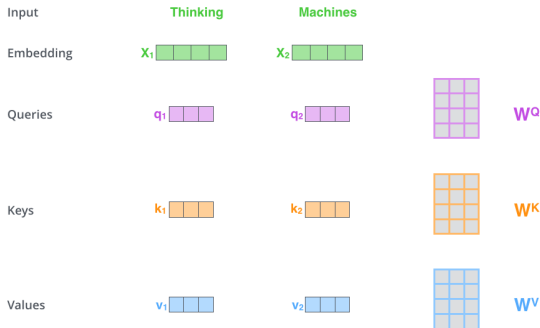 Input Thinking Machines
Embedding X1 X2
Queries q1 q2 WQ
Keys k1 k2 WK
Values v1 v2 WV